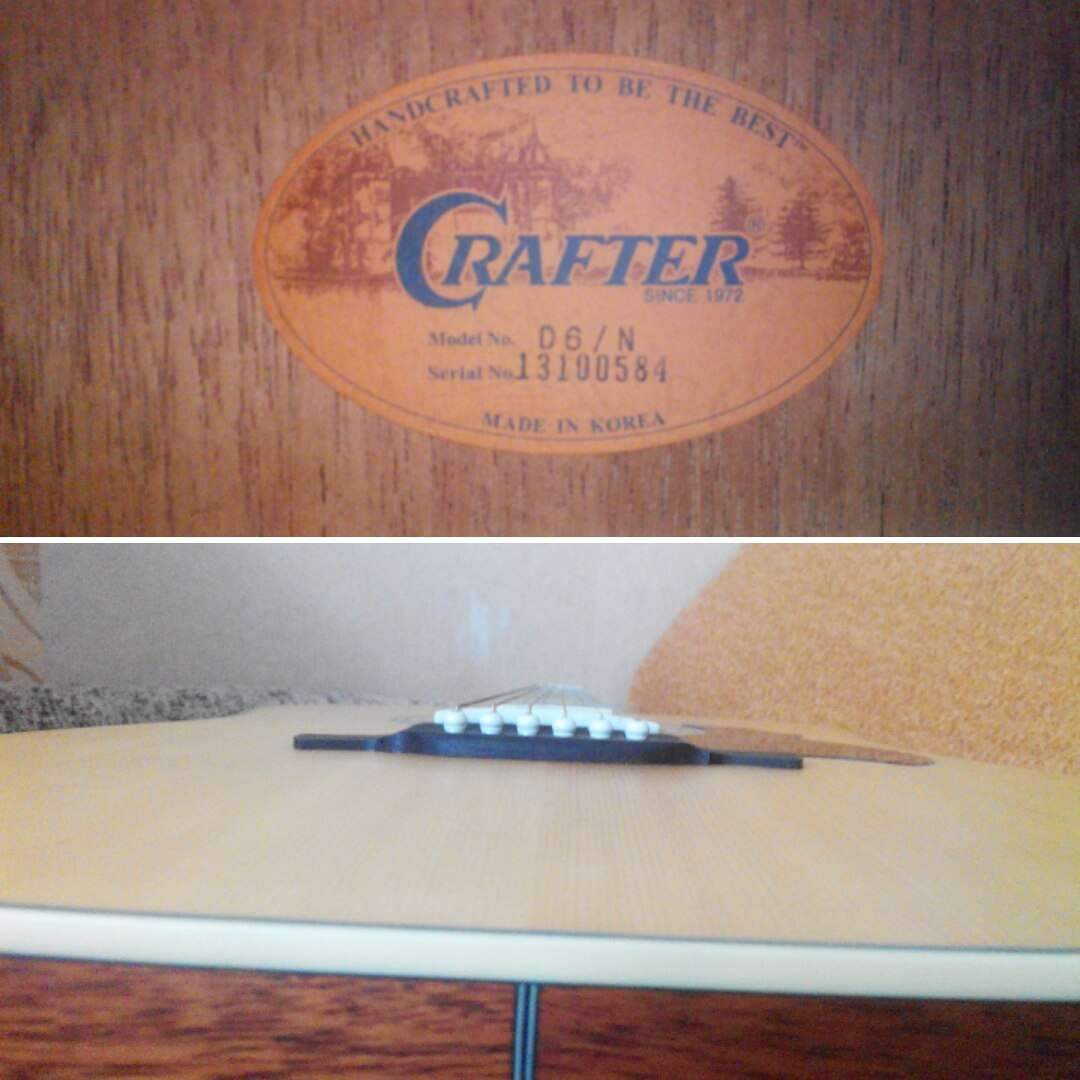 HANDCRAFTED TO BE THE BEST™
CRAFTER®
SINCE 1972
Model No. D6/N
Serial No. 13100584
MADE IN KOREA